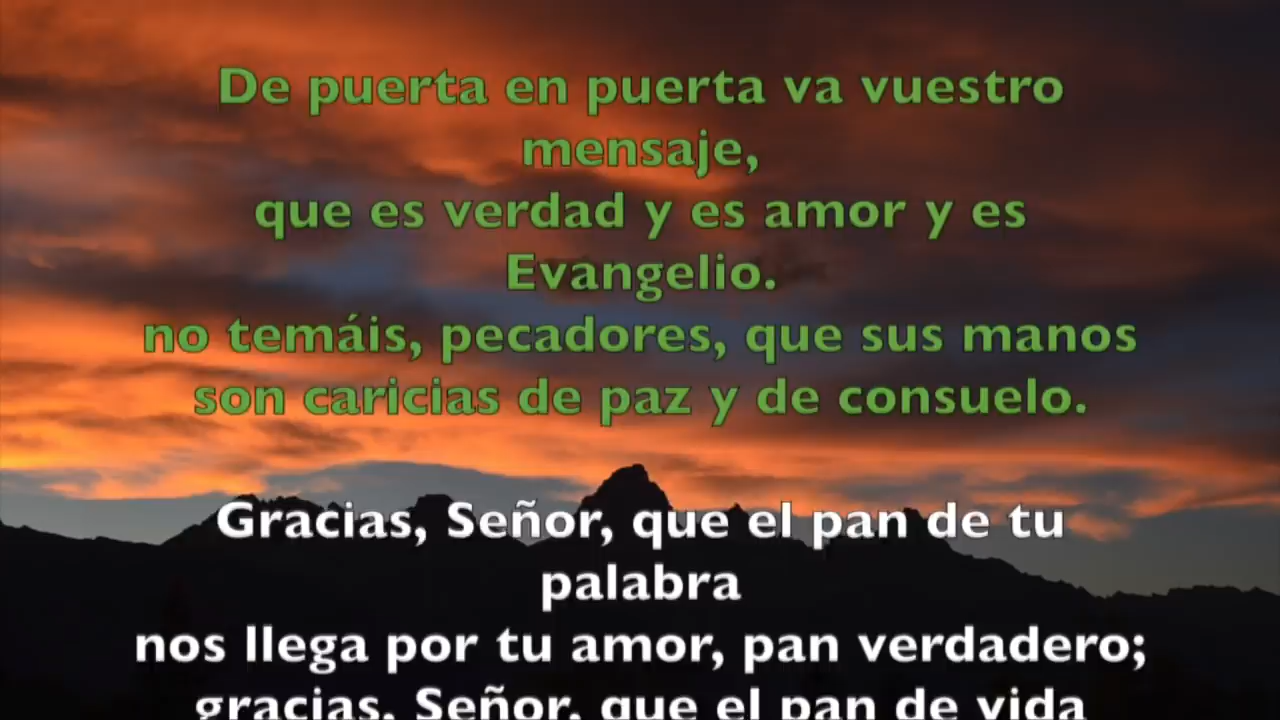 De puerta en puerta va vuestro
mensaje,
que es verdad y es amor y es
Evangelio.
no temáis, pecadores, que sus manos
son caricias de paz y de consuelo.
Gracias, Señor, que el pan de tu
palabra
nos llega por tu amor, pan verdadero;
gracias, Señor, que el pan de vida